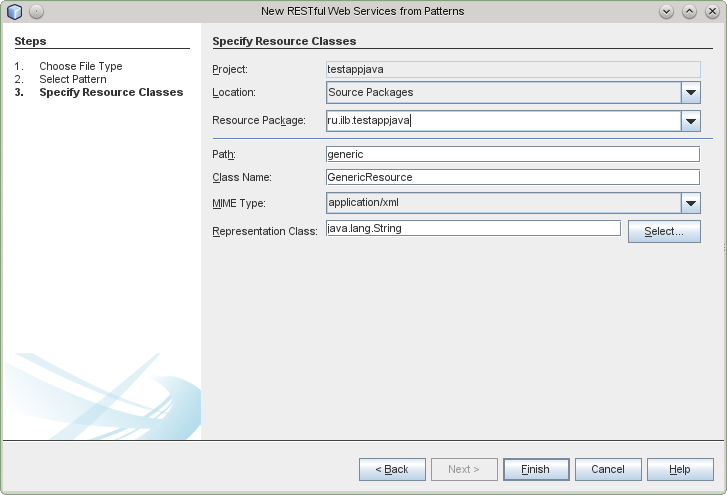 New RESTful Web Services from Patterns
Steps
1. Choose File Type
2. Select Pattern
3. Specify Resource Classes
Specify Resource Classes
Project: testappjava
Location: Source Packages
Resource Package: ru.ilb.testappjava
Path: generic
Class Name: GenericResource
MIME Type: application/xml
Representation Class: java.lang.String Select...
< Back Next > Finish Cancel Help